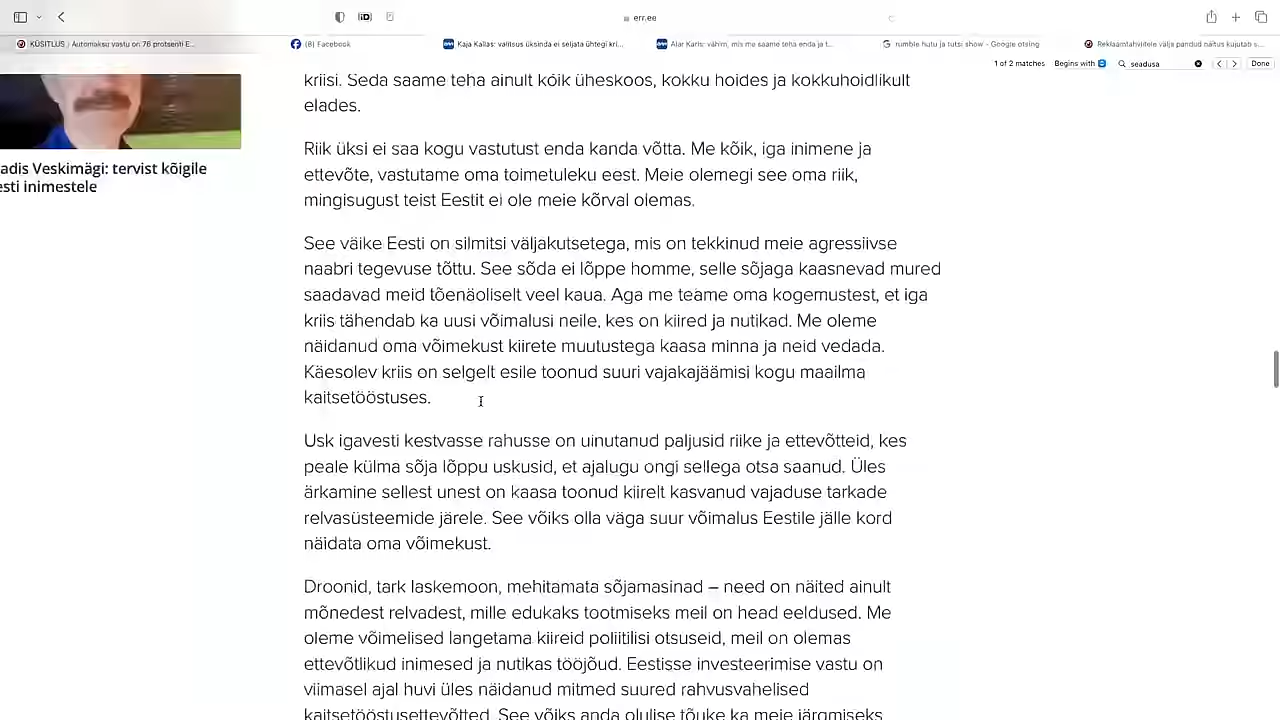 err.ee
KÜSITLUS / Automaksu vastu on 76 protsenti E...
(8) Facebook
Kaja Kallas: valitsus üksinda ei seljata ühtegi kri...
Alar Karis: vähim, mis me saame teha enda ja t...
rumble hutu ja tutsi show - Google otsing
Reklaamtahvlitele välja pandud näitus kujutab s...
1 of 2 matches
Begins with
seadusa
Done
kriisi. Seda saame teha ainult kõik üheskoos, kokku hoides ja kokkuhoidlikult
elades.
adis Veskimägi: tervist kõigile
esti inimestele
Riik üksi ei saa kogu vastutust enda kanda võtta. Me kõik, iga inimene ja
ettevõte, vastutame oma toimetuleku eest. Meie olemegi see oma riik,
mingisugust teist Eestit ei ole meie kõrval olemas.
See väike Eesti on silmitsi väljakutsetega, mis on tekkinud meie agressiivse
naabri tegevuse tõttu. See sõda ei lõppe homme, selle sõjaga kaasnevad mured
saadavad meid tõenäoliselt veel kaua. Aga me teame oma kogemustest, et iga
kriis tähendab ka uusi võimalusi neile, kes on kiired ja nutikad. Me oleme
näidanud oma võimekust kiirete muutustega kaasa minna ja neid vedada.
Käesolev kriis on selgelt esile toonud suuri vajakajäämisi kogu maailma
kaitsetööstuses.
Usk igavesti kestvasse rahusse on uinutanud paljusid riike ja ettevõtteid, kes
peale külma sõja lõppu uskusid, et ajalugu ongi sellega otsa saanud. Üles
ärkamine sellest unest on kaasa toonud kiirelt kasvanud vajaduse tarkade
relvasüsteemide järele. See võiks olla väga suur võimalus Eestile jälle kord
näidata oma võimekust.
Droonid, tark laskemoon, mehitamata sõjamasinad – need on näited ainult
mõnedest relvadest, mille edukaks tootmiseks meil on head eeldused. Me
oleme võimelised langetama kiireid poliitilisi otsuseid, meil on olemas
ettevõtlikud inimesed ja nutikas tööjõud. Eestisse investeerimise vastu on
viimasel ajal huvi üles näidanud mitmed suured rahvusvahelised
kaitsetööstusettevõtted. See võiks anda olulise tõuke ka meie järgmiseks